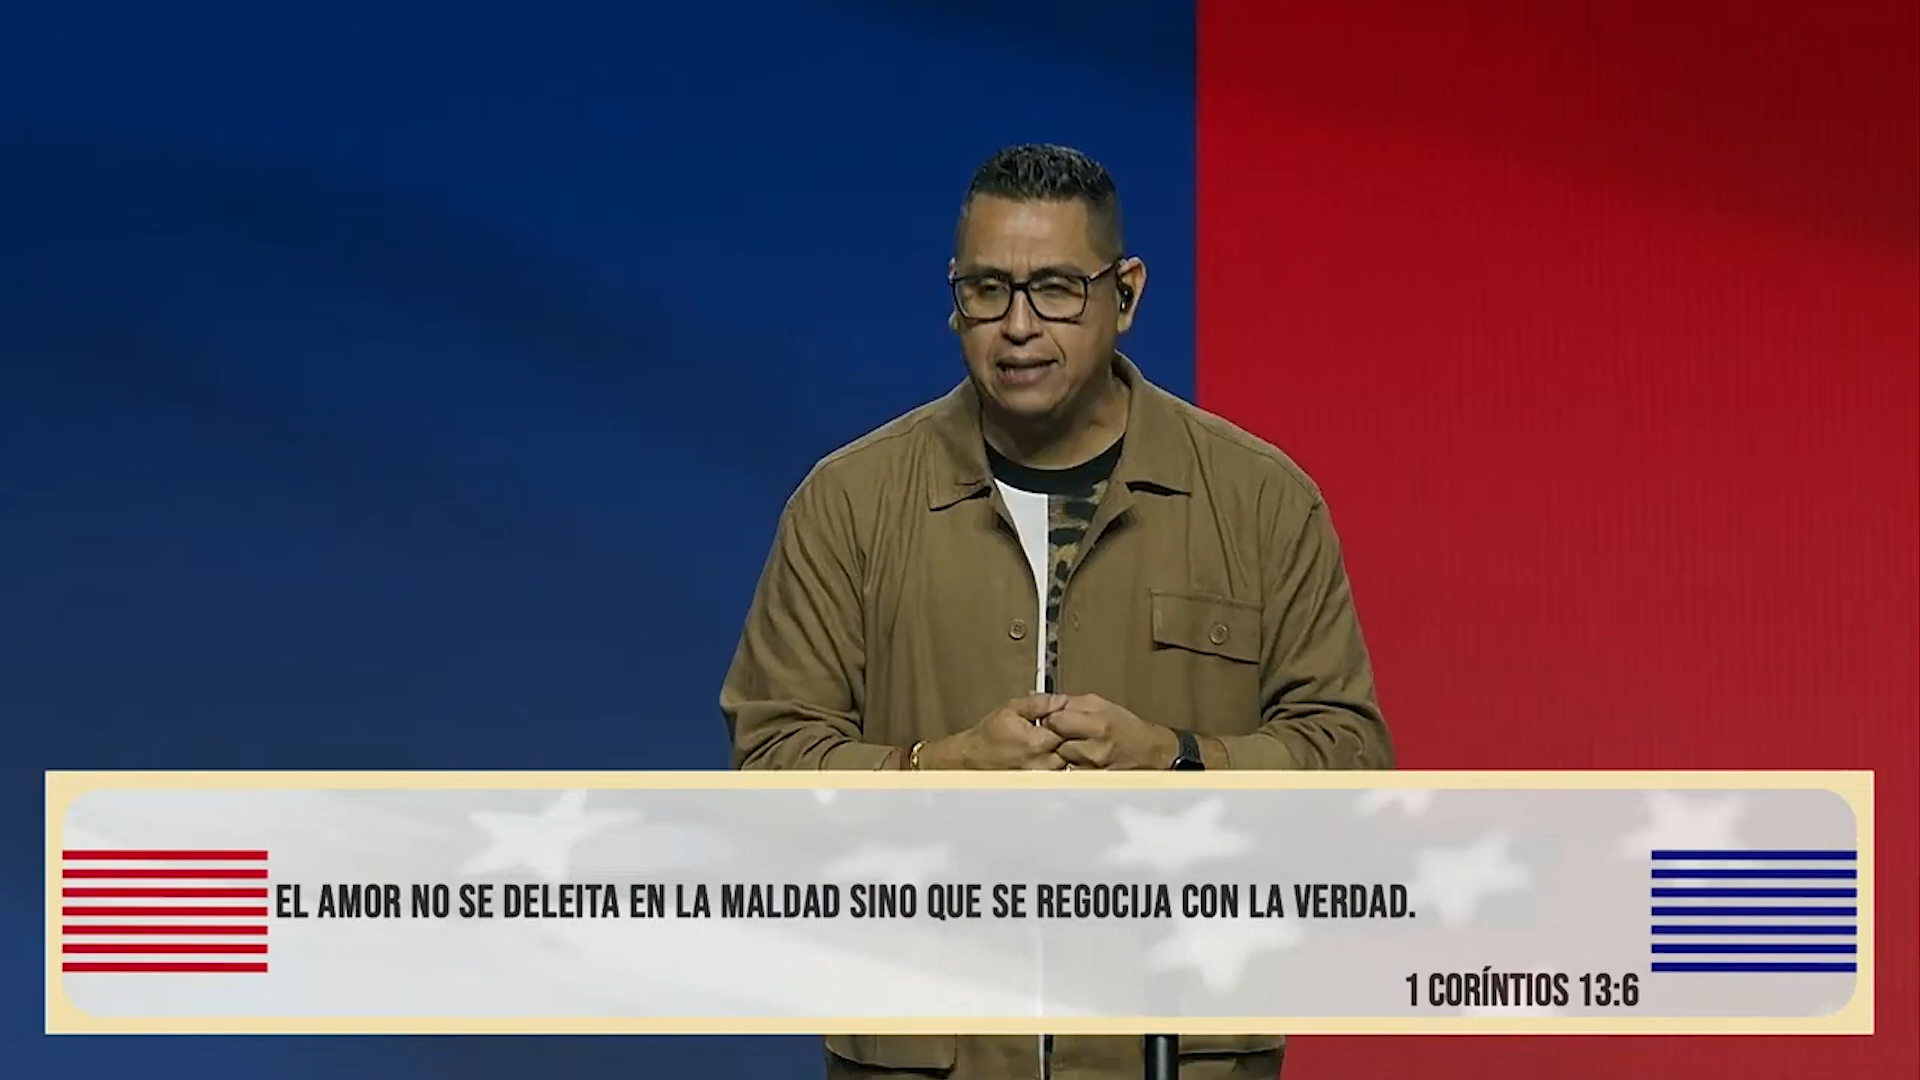 EL AMOR NO SE DELEITA EN LA MALDAD SINO QUE SE REGOCIJA CON LA VERDAD.
1 CORÍNTIOS 13:6